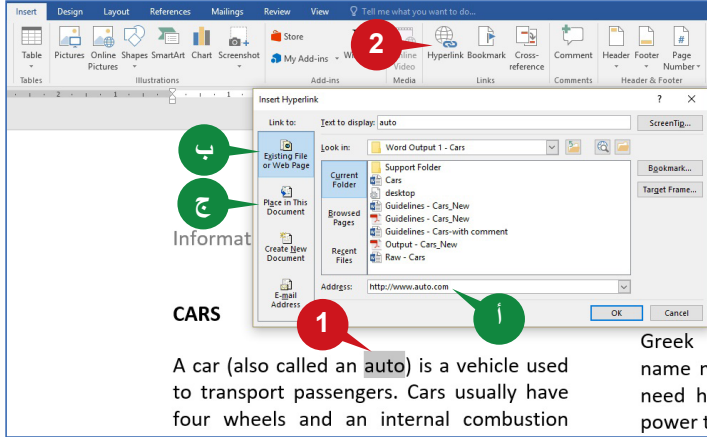 Insert Design Layout References Mailings Review View Tell me what you want to do...
Table Pictures Online Pictures Shapes SmartArt Chart Screenshot Store My Add-ins Online Video Hyperlink Bookmark Cross-reference Comment Header Footer Page Number
Tables Illustrations Add-ins Media Links Comments Header & Footer
2
2 1 1
Insert Hyperlink ? X
Link to: Text to display: auto ScreenTip...
Existing File or Web Page
Look in: Word Output 1 - Cars
Place in This Document
Create New Document
E-mail Address
Current Folder
Browsed Pages
Recent Files
Support Folder
Cars
desktop
Guidelines - Cars_New
Guidelines - Cars_New
Guidelines - Cars-with comment
Output - Cars_New
Raw - Cars
Bookmark...
Target Frame...
Address: http://www.auto.com
OK Cancel
ب
ج
أ
1
Informat
CARS
A car (also called an auto) is a vehicle used
to transport passengers. Cars usually have
four wheels and an internal combustion
Greek
name
need h
power t